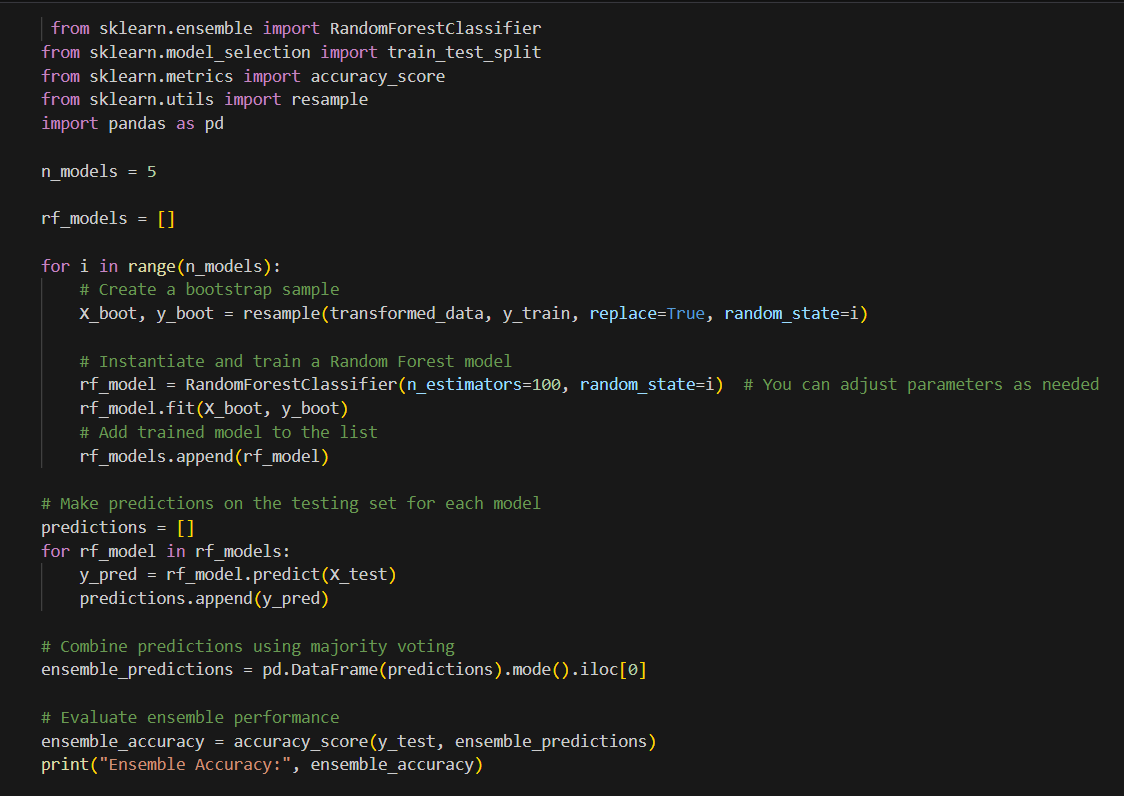 from sklearn.ensemble import RandomForestClassifier
from sklearn.model_selection import train_test_split
from sklearn.metrics import accuracy_score
from sklearn.utils import resample
import pandas as pd

n_models = 5

rf_models = []

for i in range(n_models):
    # Create a bootstrap sample
    X_boot, y_boot = resample(transformed_data, y_train, replace=True, random_state=i)

    # Instantiate and train a Random Forest model
    rf_model = RandomForestClassifier(n_estimators=100, random_state=i)  # You can adjust parameters as needed
    rf_model.fit(X_boot, y_boot)
    # Add trained model to the list
    rf_models.append(rf_model)

# Make predictions on the testing set for each model
predictions = []
for rf_model in rf_models:
    y_pred = rf_model.predict(X_test)
    predictions.append(y_pred)

# Combine predictions using majority voting
ensemble_predictions = pd.DataFrame(predictions).mode().iloc[0]

# Evaluate ensemble performance
ensemble_accuracy = accuracy_score(y_test, ensemble_predictions)
print("Ensemble Accuracy:", ensemble_accuracy)